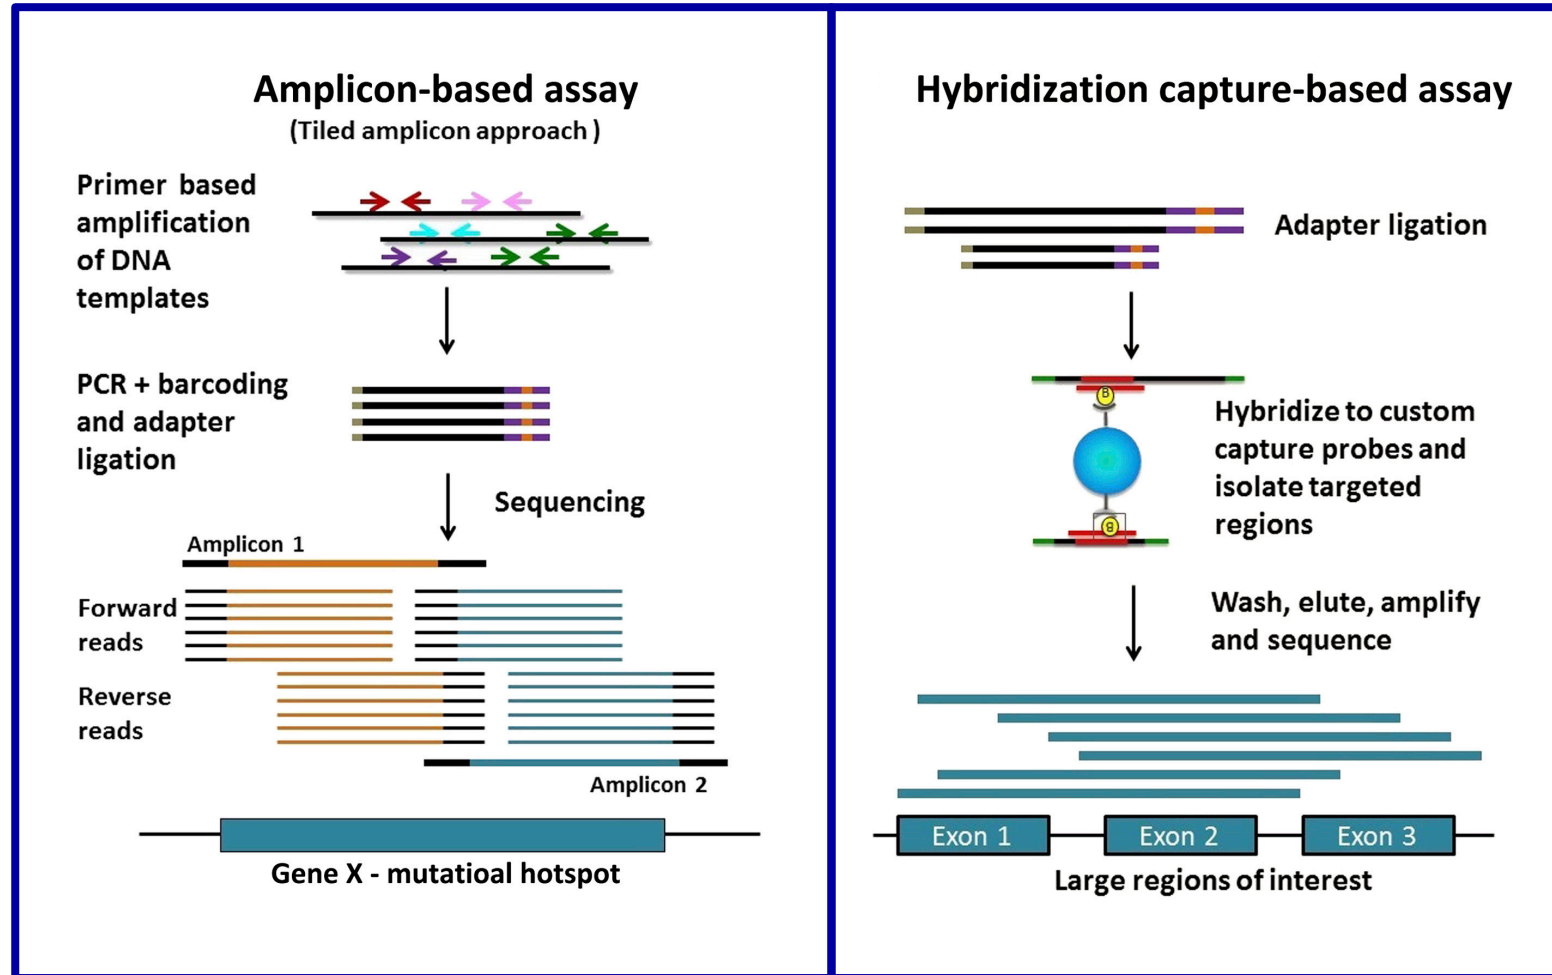 Amplicon-based assay
(Tiled amplicon approach )
Primer based
amplification
of DNA
templates
PCR + barcoding
and adapter
ligation
Sequencing
Amplicon 1
Forward
reads
Reverse
reads
Amplicon 2
Gene X - mutatioal hotspot
Hybridization capture-based assay
Adapter ligation
B
Hybridize to custom
capture probes and
isolate targeted
regions
B
Wash, elute, amplify
and sequence
Exon 1
Exon 2
Exon 3
Large regions of interest